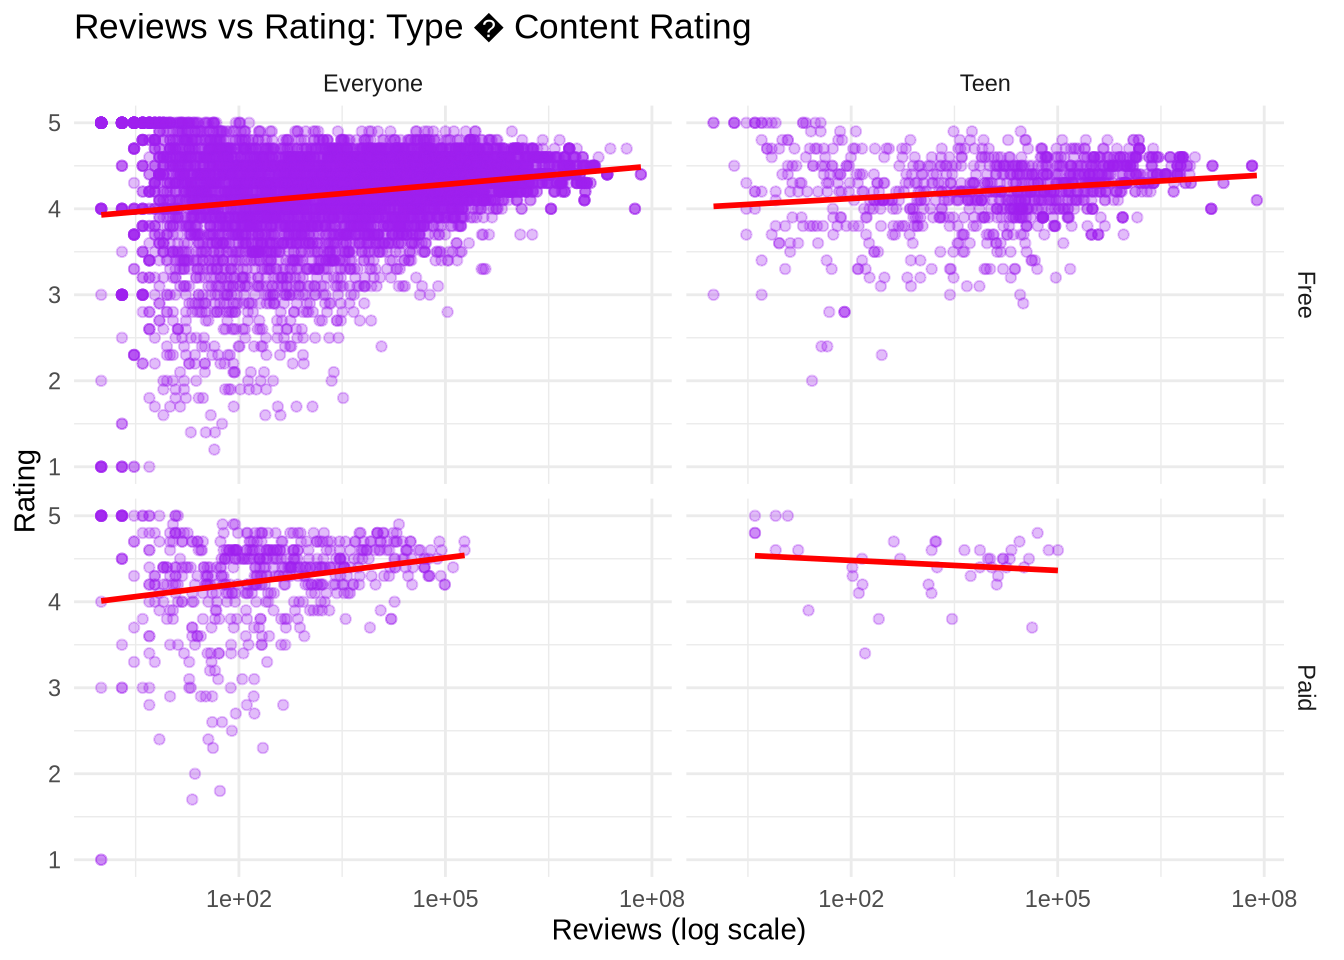 Reviews vs Rating: Type � Content Rating
Everyone
Teen
5
4
3
2
1
Free
Rating
5
4
3
2
1
Paid
1e+02
1e+05
1e+08
1e+02
1e+05
1e+08
Reviews (log scale)